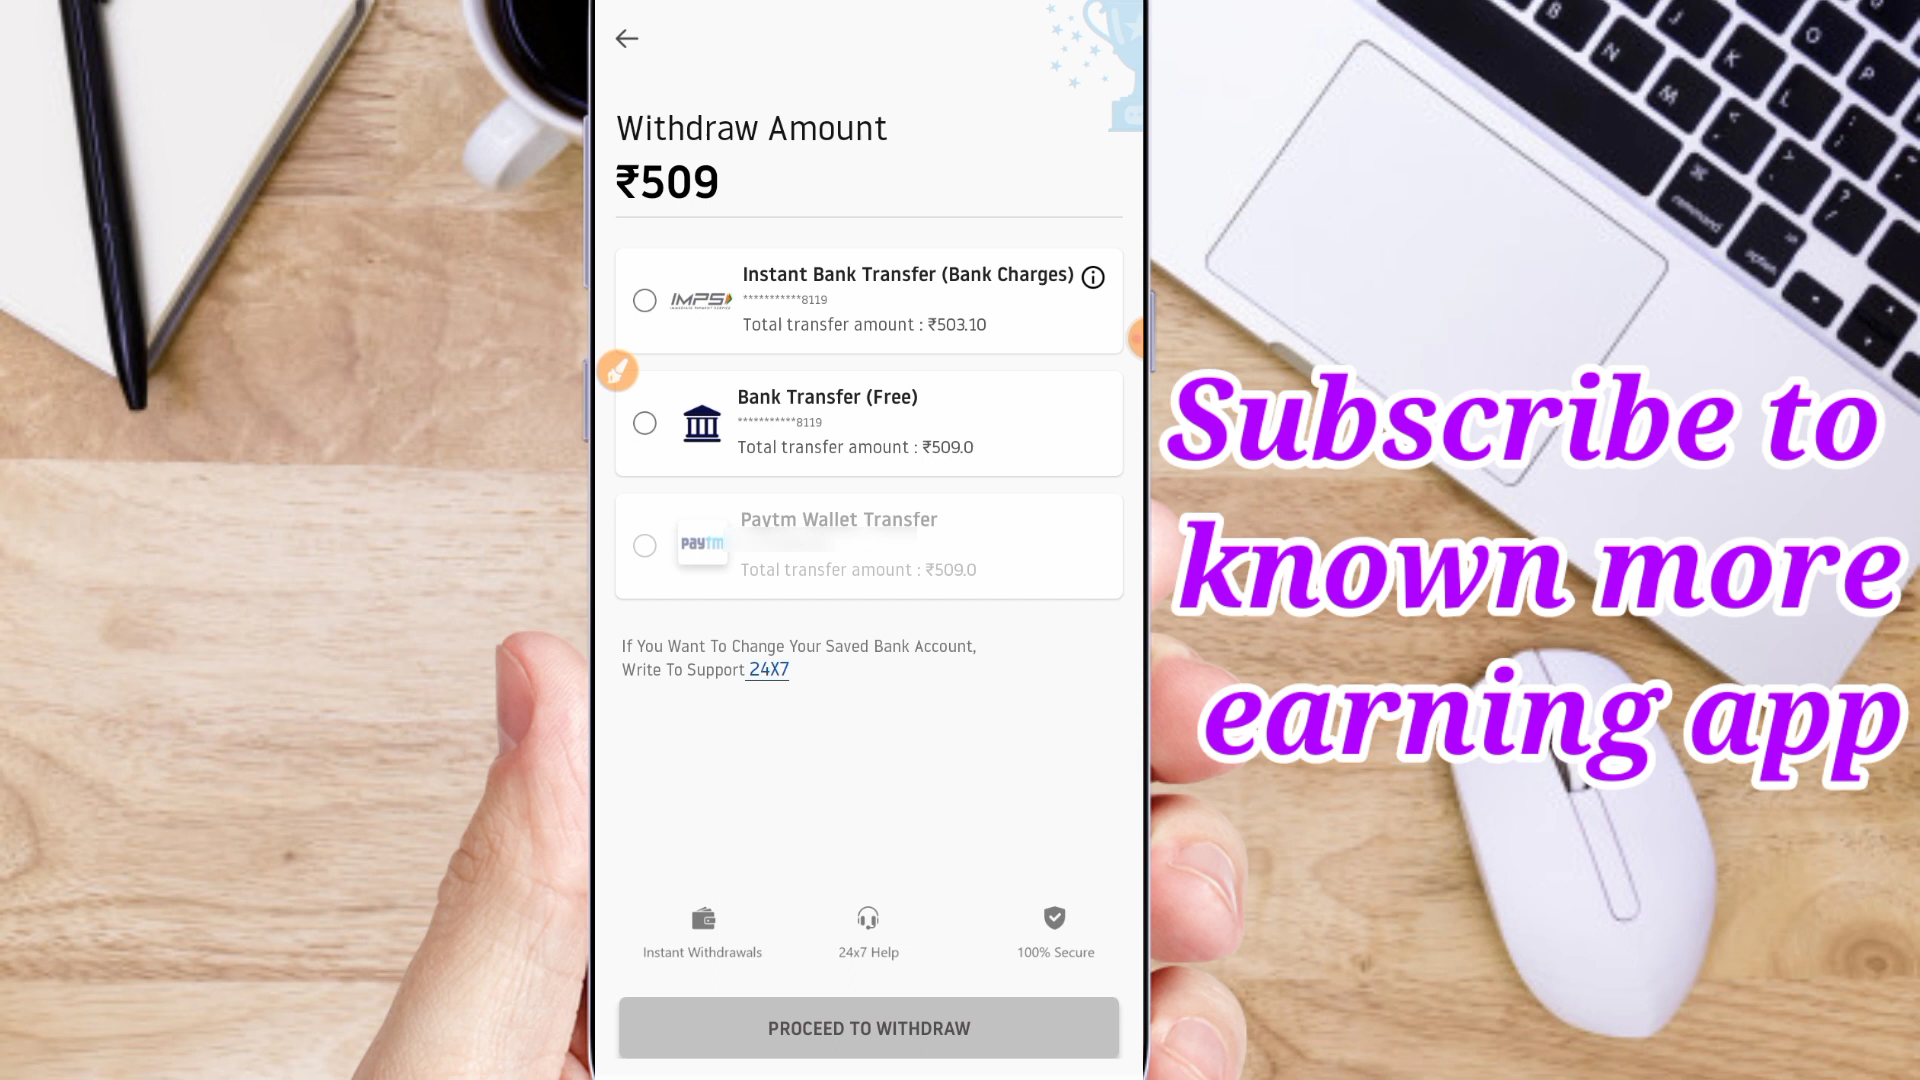 Withdraw Amount
₹509
Instant Bank Transfer (Bank Charges)
IMPS
***********8119
Total transfer amount : ₹503.10
Bank Transfer (Free)
***********8119
Total transfer amount : ₹509.0
Paytm Wallet Transfer
paytm
Total transfer amount : ₹509.0
If You Want To Change Your Saved Bank Account,
Write To Support 24X7
Instant Withdrawals
24x7 Help
100% Secure
PROCEED TO WITHDRAW
Subscribe to
known more
earning app
B
J
O
N
K
P
M
L
command
option